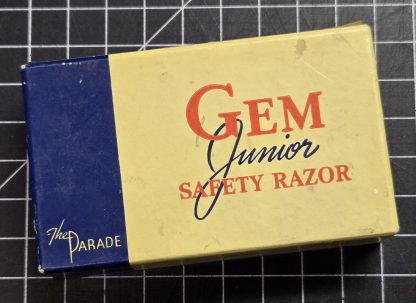 GEM
Junior
SAFETY RAZOR
The PARADE